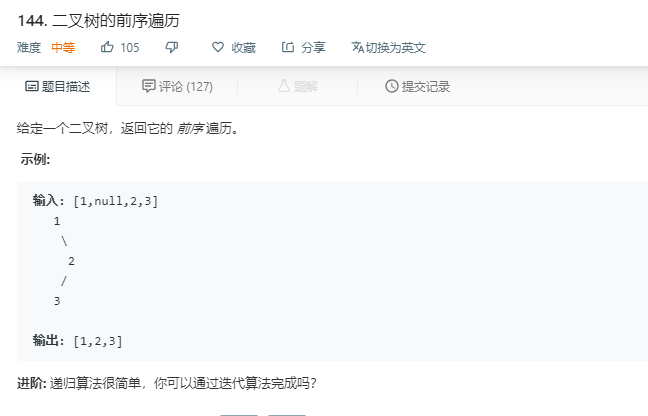 144. 二叉树的前序遍历
难度 中等 105 收藏 分享 切换为英文
题目描述 评论 (127) 题解 提交记录
给定一个二叉树，返回它的 前序 遍历。
示例:
输入: [1,null,2,3]
1
\
2
/
3
输出: [1,2,3]
进阶: 递归算法很简单，你可以通过迭代算法完成吗？